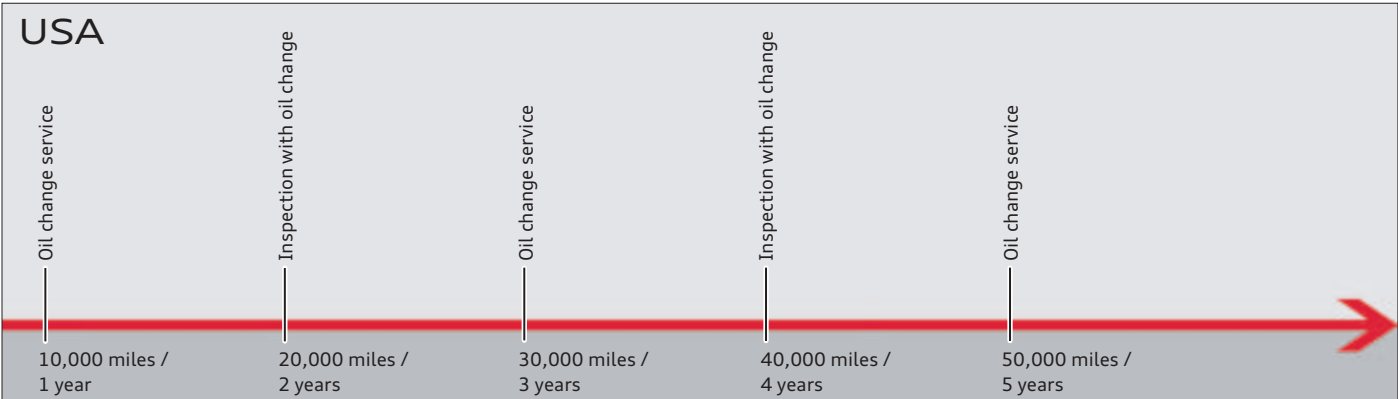 USA
Oil change service
Inspection with oil change
Oil change service
Inspection with oil change
Oil change service
10,000 miles /
1 year
20,000 miles /
2 years
30,000 miles /
3 years
40,000 miles /
4 years
50,000 miles /
5 years